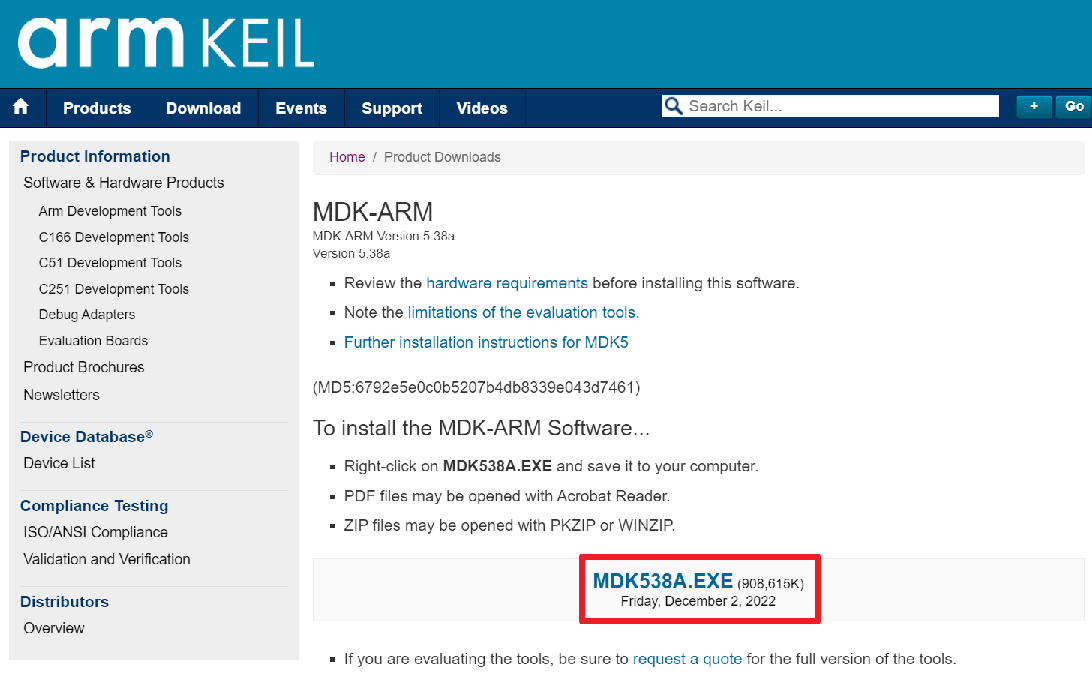 arm KEIL
Products Download Events Support Videos Search Keil... + Go
Product Information
Software & Hardware Products
Arm Development Tools
C166 Development Tools
C51 Development Tools
C251 Development Tools
Debug Adapters
Evaluation Boards
Product Brochures
Newsletters
Device Database®
Device List
Compliance Testing
ISO/ANSI Compliance
Validation and Verification
Distributors
Overview
Home / Product Downloads
MDK-ARM
MDK-ARM Version 5.38a
Version 5.38a
Review the hardware requirements before installing this software.
Note the limitations of the evaluation tools.
Further installation instructions for MDK5
(MD5:6792e5e0c0b5207b4db8339e043d7461)
To install the MDK-ARM Software...
Right-click on MDK538A.EXE and save it to your computer.
PDF files may be opened with Acrobat Reader.
ZIP files may be opened with PKZIP or WINZIP.
MDK538A.EXE (908,615K)
Friday, December 2, 2022
If you are evaluating the tools, be sure to request a quote for the full version of the tools.